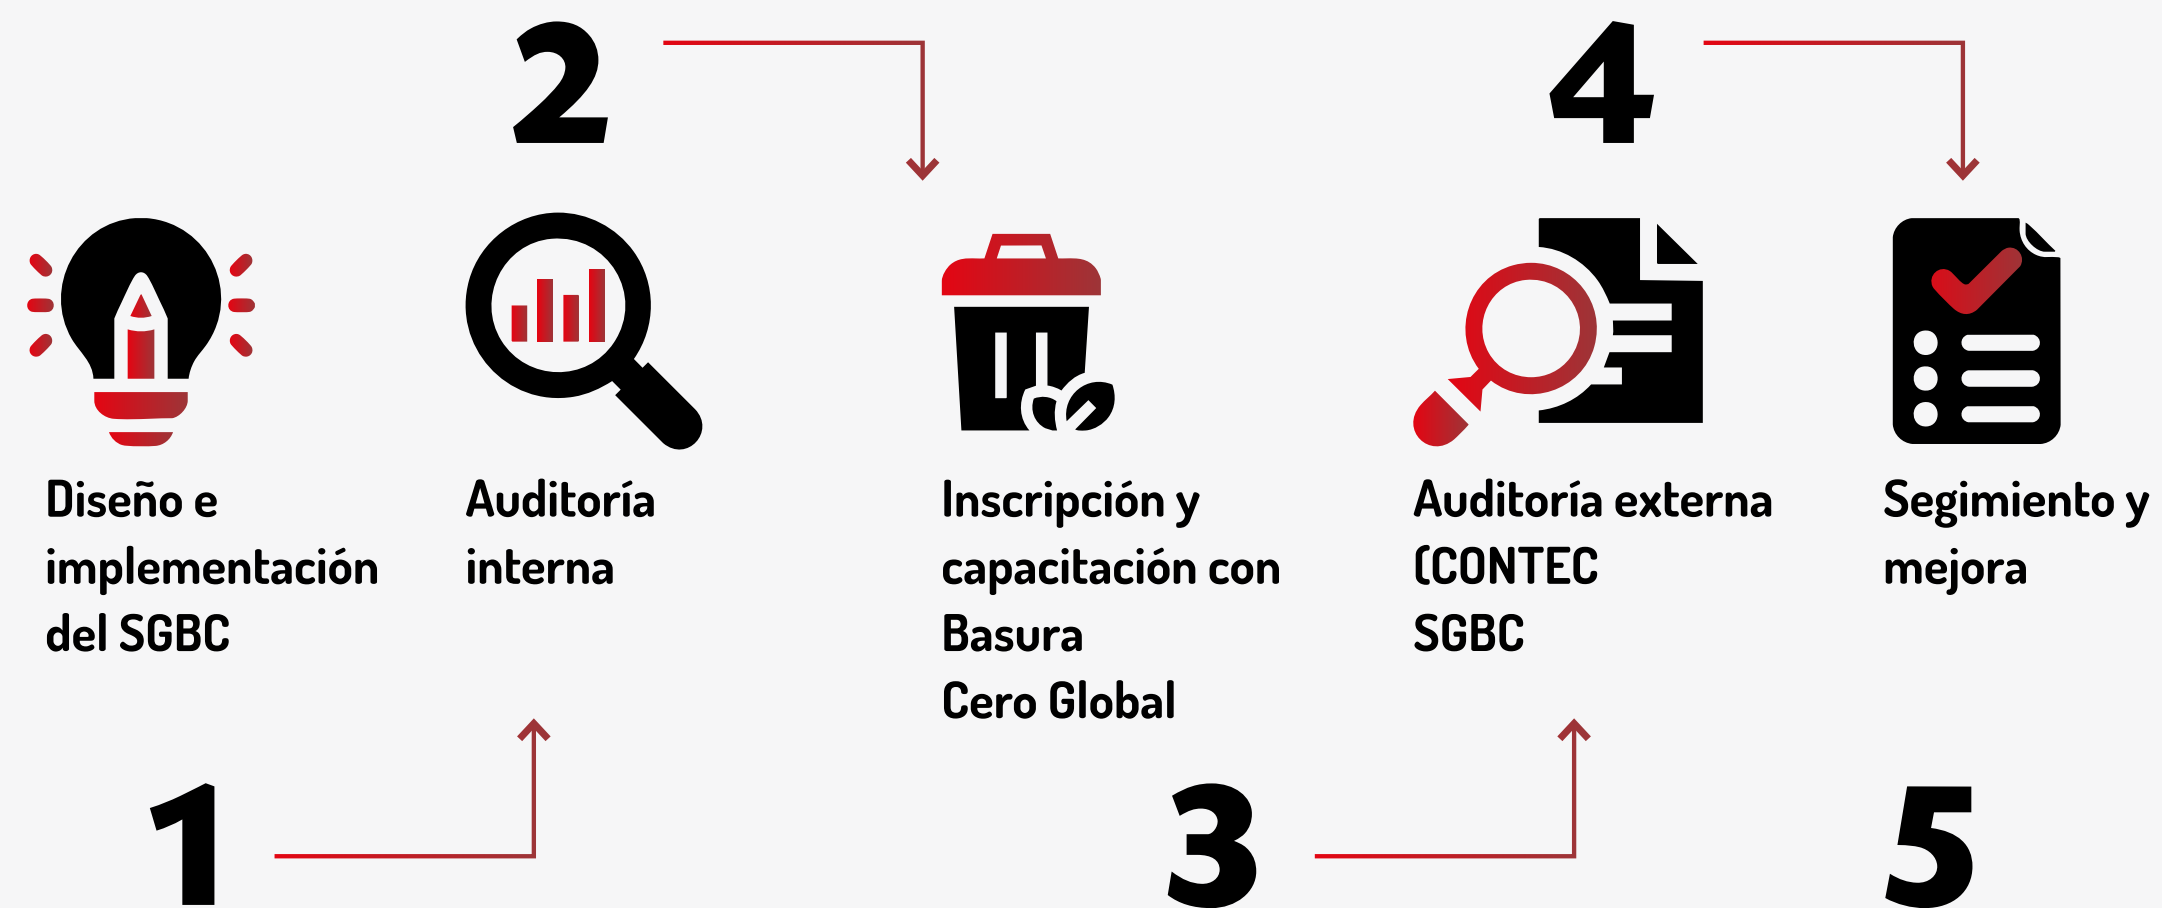 1
Diseño e
implementación
del SGBC
2
Auditoría
interna
3
Inscripción y
capacitación con
Basura
Cero Global
4
Auditoría externa
(CONTEC
SGBC
5
Segimiento y
mejora